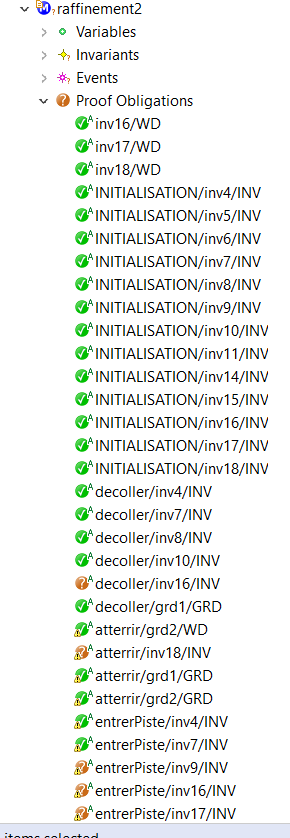 raffinement2
Variables
Invariants
Events
Proof Obligations
inv16/WD
inv17/WD
inv18/WD
INITIALISATION/inv4/INV
INITIALISATION/inv5/INV
INITIALISATION/inv6/INV
INITIALISATION/inv7/INV
INITIALISATION/inv8/INV
INITIALISATION/inv9/INV
INITIALISATION/inv10/INV
INITIALISATION/inv11/INV
INITIALISATION/inv14/INV
INITIALISATION/inv15/INV
INITIALISATION/inv16/INV
INITIALISATION/inv17/INV
INITIALISATION/inv18/INV
decoller/inv4/INV
decoller/inv7/INV
decoller/inv8/INV
decoller/inv10/INV
decoller/inv16/INV
decoller/grd1/GRD
atterrir/grd2/WD
atterrir/inv18/INV
atterrir/grd1/GRD
atterrir/grd2/GRD
entrerPiste/inv4/INV
entrerPiste/inv7/INV
entrerPiste/inv9/INV
entrerPiste/inv16/INV
entrerPiste/inv17/INV
items selected